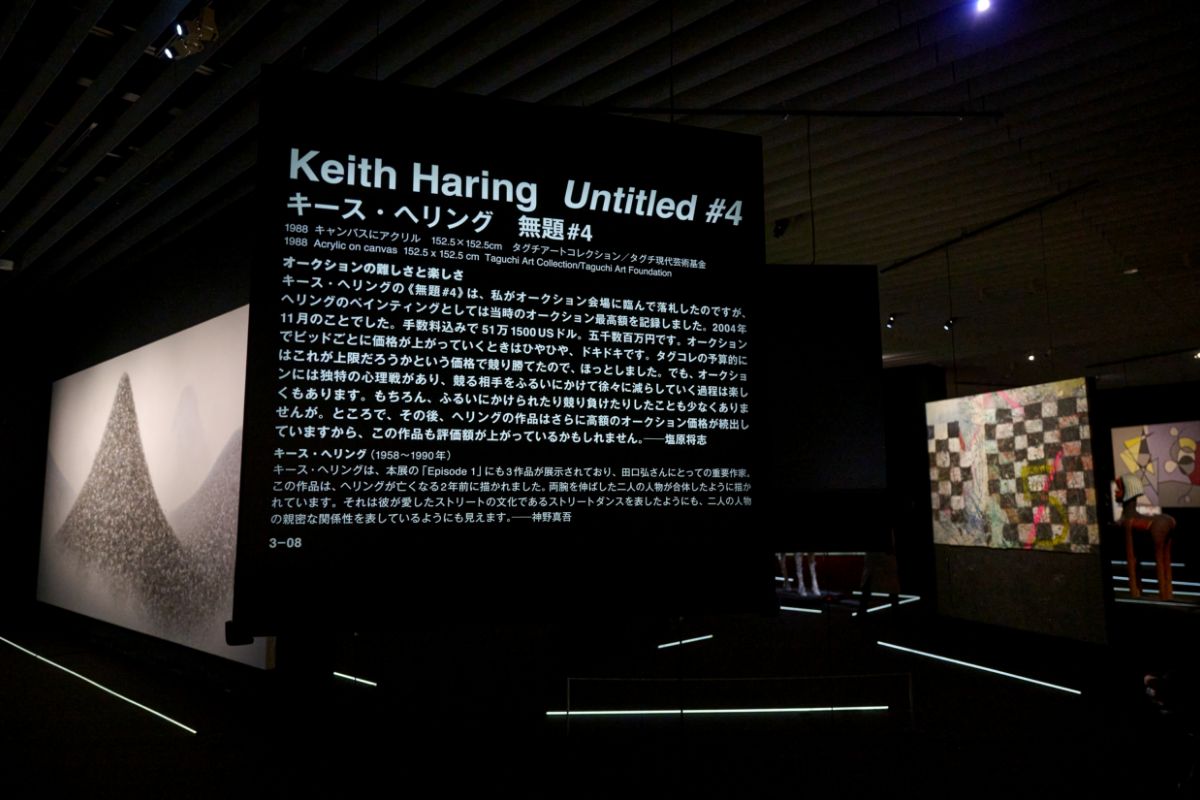 Keith Haring Untitled #4
キース・ヘリング 無題#4
1988 キャンバスにアクリル 152.5×152.5cm タグチアートコレクション／タグチ現代芸術基金
1988 Acrylic on canvas 152.5 x 152.5 cm Taguchi Art Collection/Taguchi Art Foundation
オークションの難しさと楽しさ
キース・ヘリングの《無題#4》は、私がオークション会場に臨んで落札したのですが、
ヘリングのペインティングとしては当時のオークション最高額を記録しました。2004年
11月のことでした。手数料込みで51万1500USドル。五千数百万円です。オークション
でビッドごとに価格が上がっていくときはひやひや、ドキドキです。タグコレの予算的に
はこれが上限だろうかという価格で競り勝てたので、ほっとしました。でも、オークショ
ンには独特の心理戦があり、競る相手をふるいにかけて徐々に減らしていく過程は楽し
くもあります。もちろん、ふるいにかけられたり競り負けたりしたことも少なくありま
せんが。ところで、その後、ヘリングの作品はさらに高額のオークション価格が続出し
ていますから、この作品も評価額が上がっているかもしれません。──塩原将志
キース・ヘリング（1958〜1990年）
キース・ヘリングは、本展の「Episode 1」にも3作品が展示されており、田口弘さんにとっての重要作家。
この作品は、ヘリングが亡くなる2年前に描かれました。両腕を伸ばした二人の人物が合体したように描か
れています。それは彼が愛したストリートの文化であるストリートダンスを表したようにも、二人の人物
の親密な関係性を表しているようにも見えます。──神野真吾
3−08